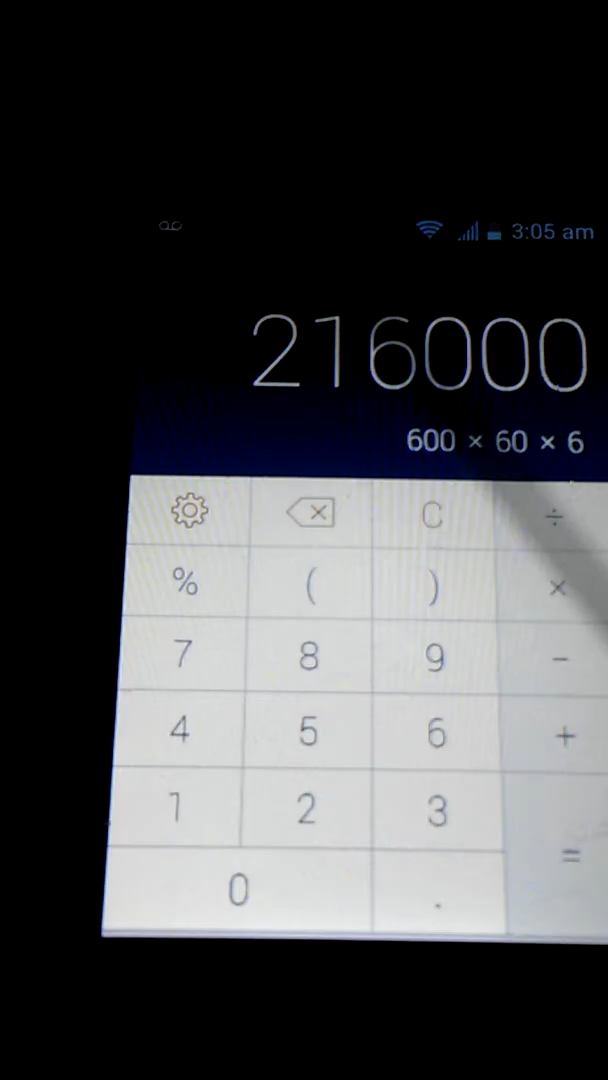 3:05 am
216000
600 × 60 × 6
C ÷
% ( ) ×
7 8 9 −
4 5 6 +
1 2 3
=
0 .